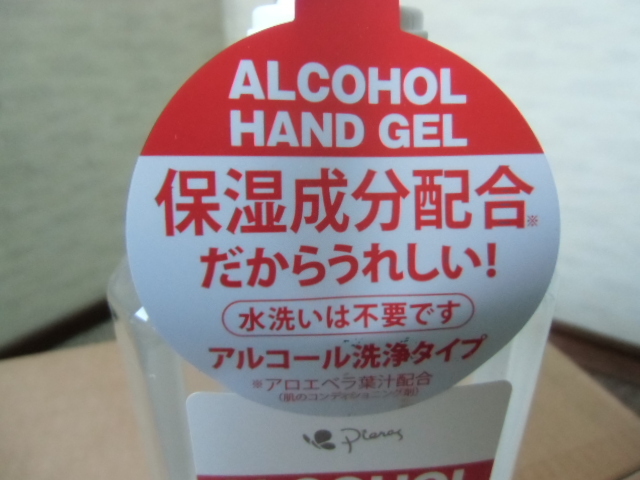 ALCOHOL
HAND GEL
保湿成分配合※
だからうれしい!
水洗いは不要です
アルコール洗浄タイプ
※アロエベラ葉汁配合
(肌のコンディショニング剤)
Pieras
ALCOHOL